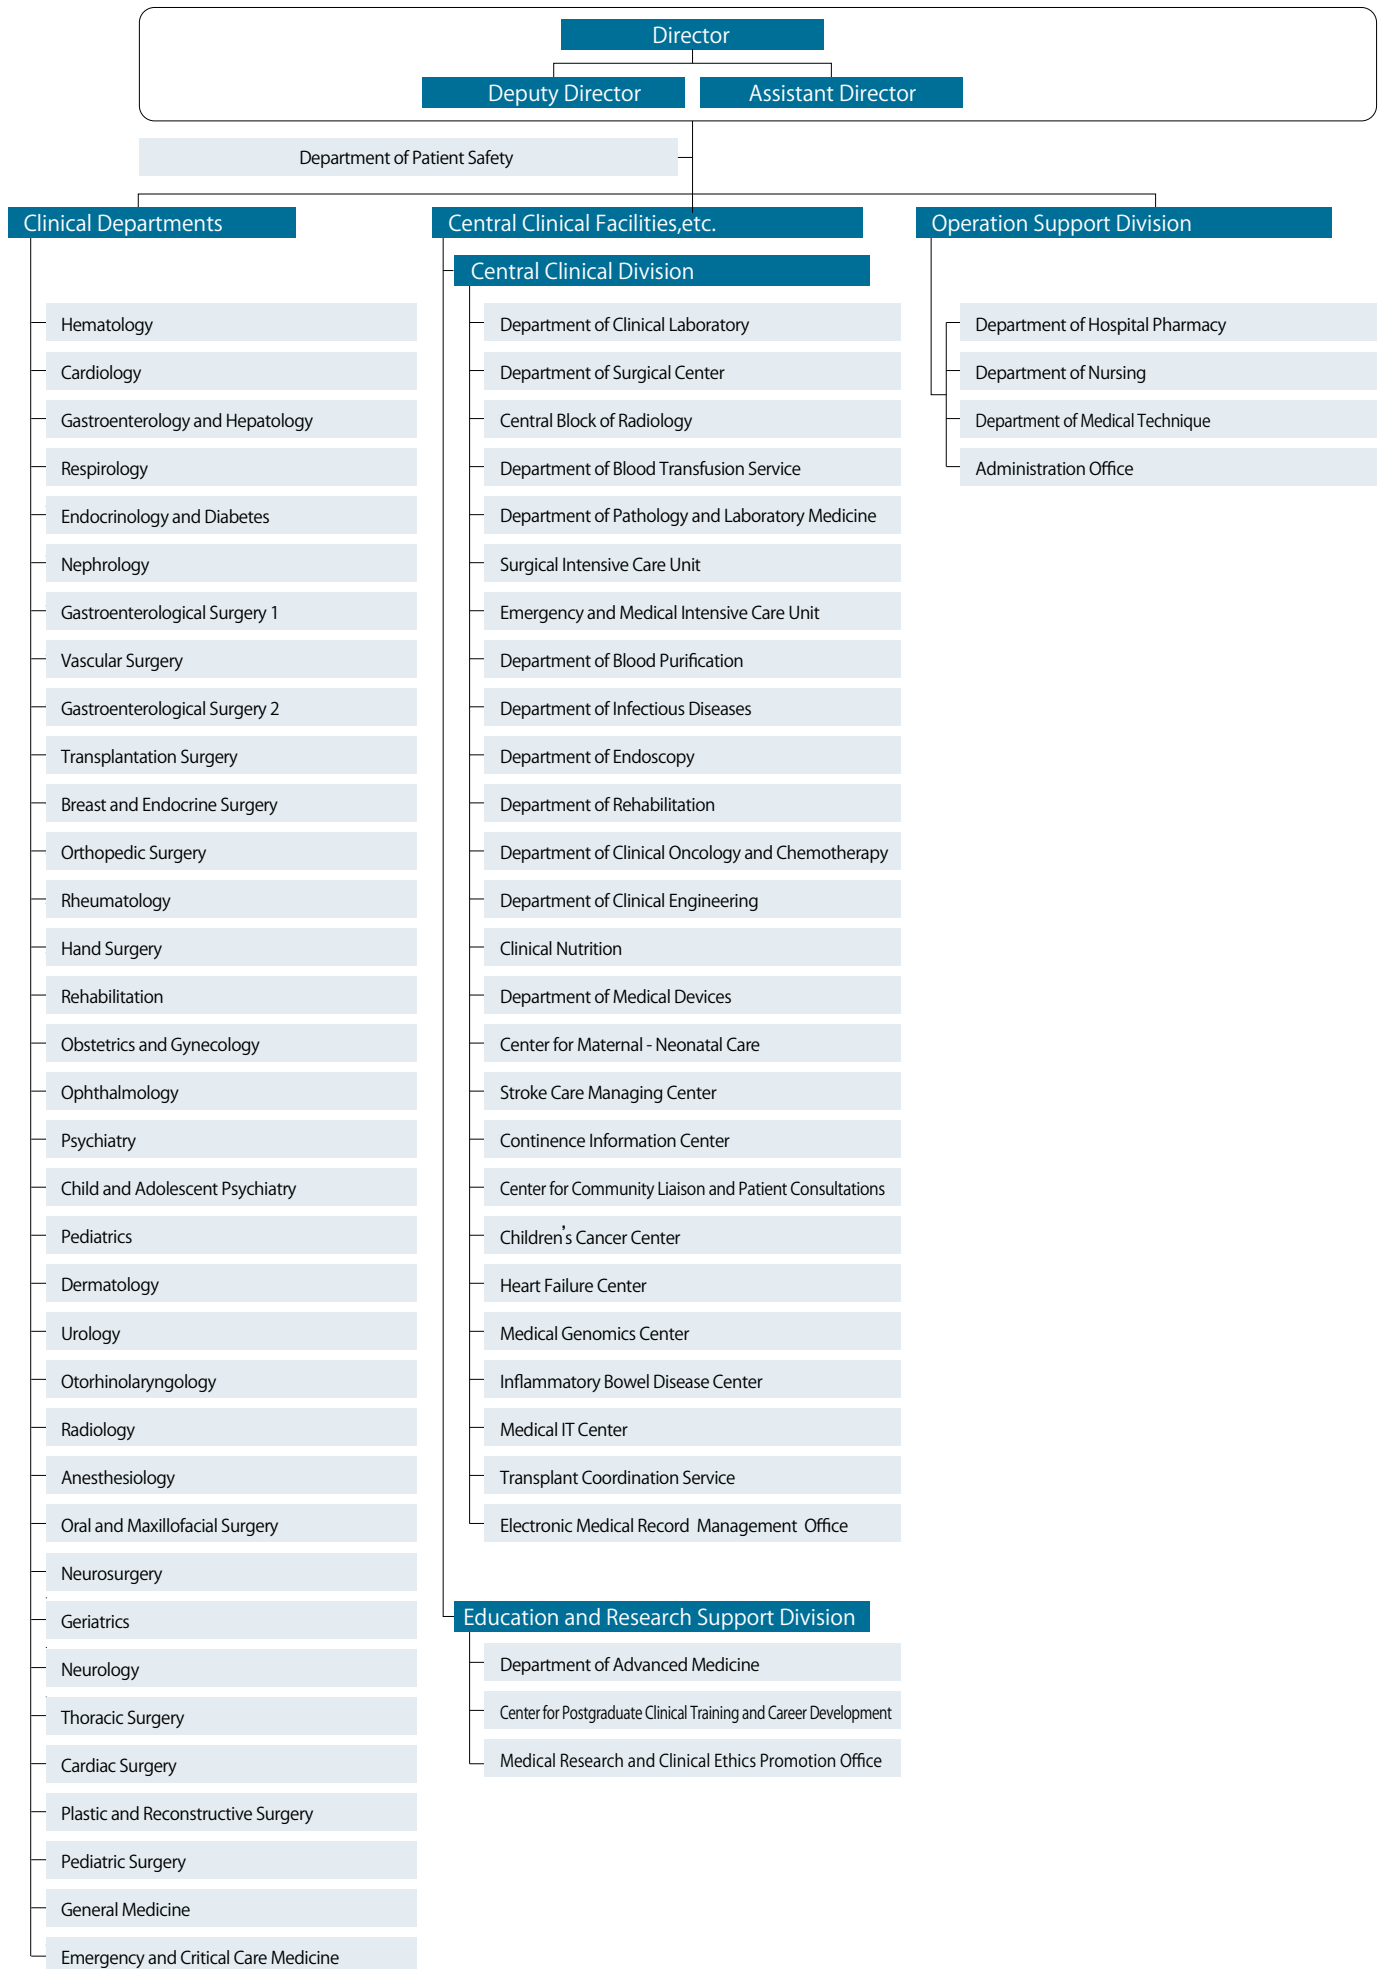 Director
Deputy Director
Assistant Director
Department of Patient Safety
Clinical Departments
Hematology
Cardiology
Gastroenterology and Hepatology
Respirology
Endocrinology and Diabetes
Nephrology
Gastroenterological Surgery 1
Vascular Surgery
Gastroenterological Surgery 2
Transplantation Surgery
Breast and Endocrine Surgery
Orthopedic Surgery
Rheumatology
Hand Surgery
Rehabilitation
Obstetrics and Gynecology
Ophthalmology
Psychiatry
Child and Adolescent Psychiatry
Pediatrics
Dermatology
Urology
Otorhinolaryngology
Radiology
Anesthesiology
Oral and Maxillofacial Surgery
Neurosurgery
Geriatrics
Neurology
Thoracic Surgery
Cardiac Surgery
Plastic and Reconstructive Surgery
Pediatric Surgery
General Medicine
Emergency and Critical Care Medicine
Central Clinical Facilities,etc.
Central Clinical Division
Department of Clinical Laboratory
Department of Surgical Center
Central Block of Radiology
Department of Blood Transfusion Service
Department of Pathology and Laboratory Medicine
Surgical Intensive Care Unit
Emergency and Medical Intensive Care Unit
Department of Blood Purification
Department of Infectious Diseases
Department of Endoscopy
Department of Rehabilitation
Department of Clinical Oncology and Chemotherapy
Department of Clinical Engineering
Clinical Nutrition
Department of Medical Devices
Center for Maternal - Neonatal Care
Stroke Care Managing Center
Continence Information Center
Center for Community Liaison and Patient Consultations
Children’s Cancer Center
Heart Failure Center
Medical Genomics Center
Inflammatory Bowel Disease Center
Medical IT Center
Transplant Coordination Service
Electronic Medical Record Management Office
Education and Research Support Division
Department of Advanced Medicine
Center for Postgraduate Clinical Training and Career Development
Medical Research and Clinical Ethics Promotion Office
Operation Support Division
Department of Hospital Pharmacy
Department of Nursing
Department of Medical Technique
Administration Office